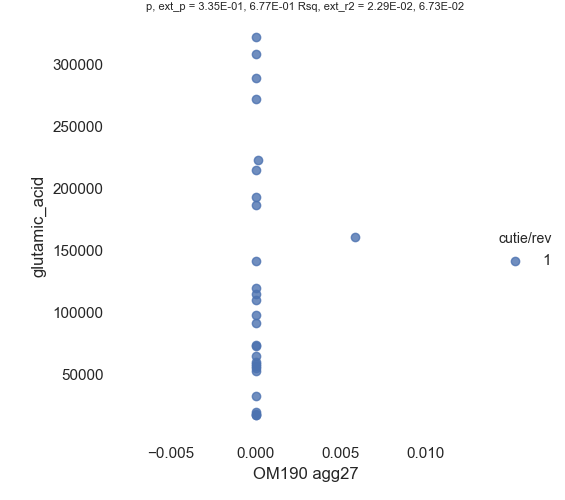 p, ext_p = 3.35E-01, 6.77E-01 Rsq, ext_r2 = 2.29E-02, 6.73E-02
300000
250000
200000
150000
100000
50000
glutamic_acid
−0.005
0.000
0.005
0.010
OM190 agg27
cutie/rev
1